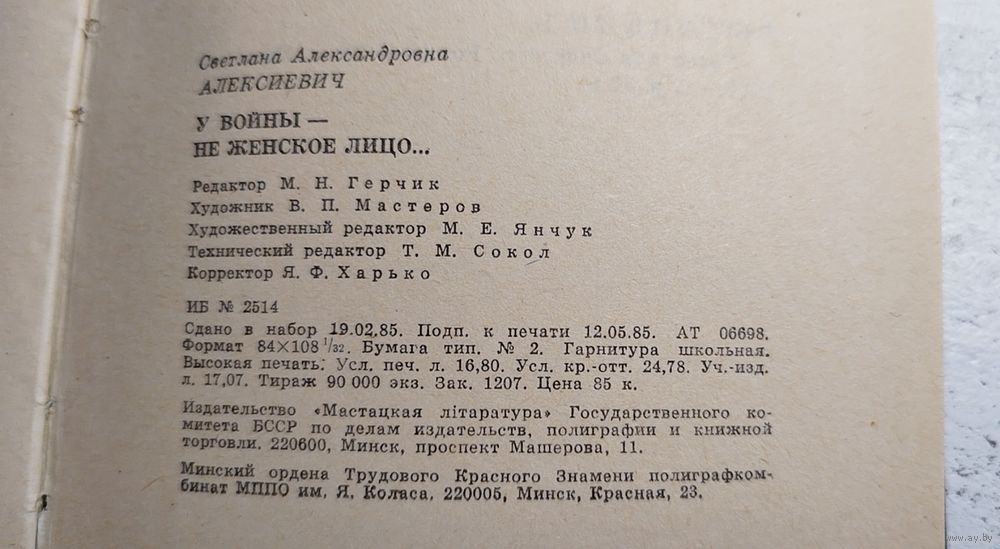 Светлана Александровна
АЛЕКСИЕВИЧ
У ВОЙНЫ —
НЕ ЖЕНСКОЕ ЛИЦО...
Редактор М. Н. Герчик
Художник В. П. Мастеров
Художественный редактор М. Е. Янчук
Технический редактор Т. М. Сокол
Корректор Я. Ф. Харько
ИБ № 2514
Сдано в набор 19.02.85. Подп. к печати 12.05.85. АТ 06698.
Формат 84×108 1/32. Бумага тип. № 2. Гарнитура школьная.
Высокая печать. Усл. печ. л. 16,80. Усл. кр.-отт. 24,78. Уч.-изд.
л. 17,07. Тираж 90 000 экз. Зак. 1207. Цена 85 к.
Издательство «Мастацкая літаратура» Государственного ко-
митета БССР по делам издательств, полиграфии и книжной
торговли. 220600, Минск, проспект Машерова, 11.
Минский ордена Трудового Красного Знамени полиграфком-
бинат МППО им. Я. Коласа, 220005, Минск, Красная, 23.
www.ay.by